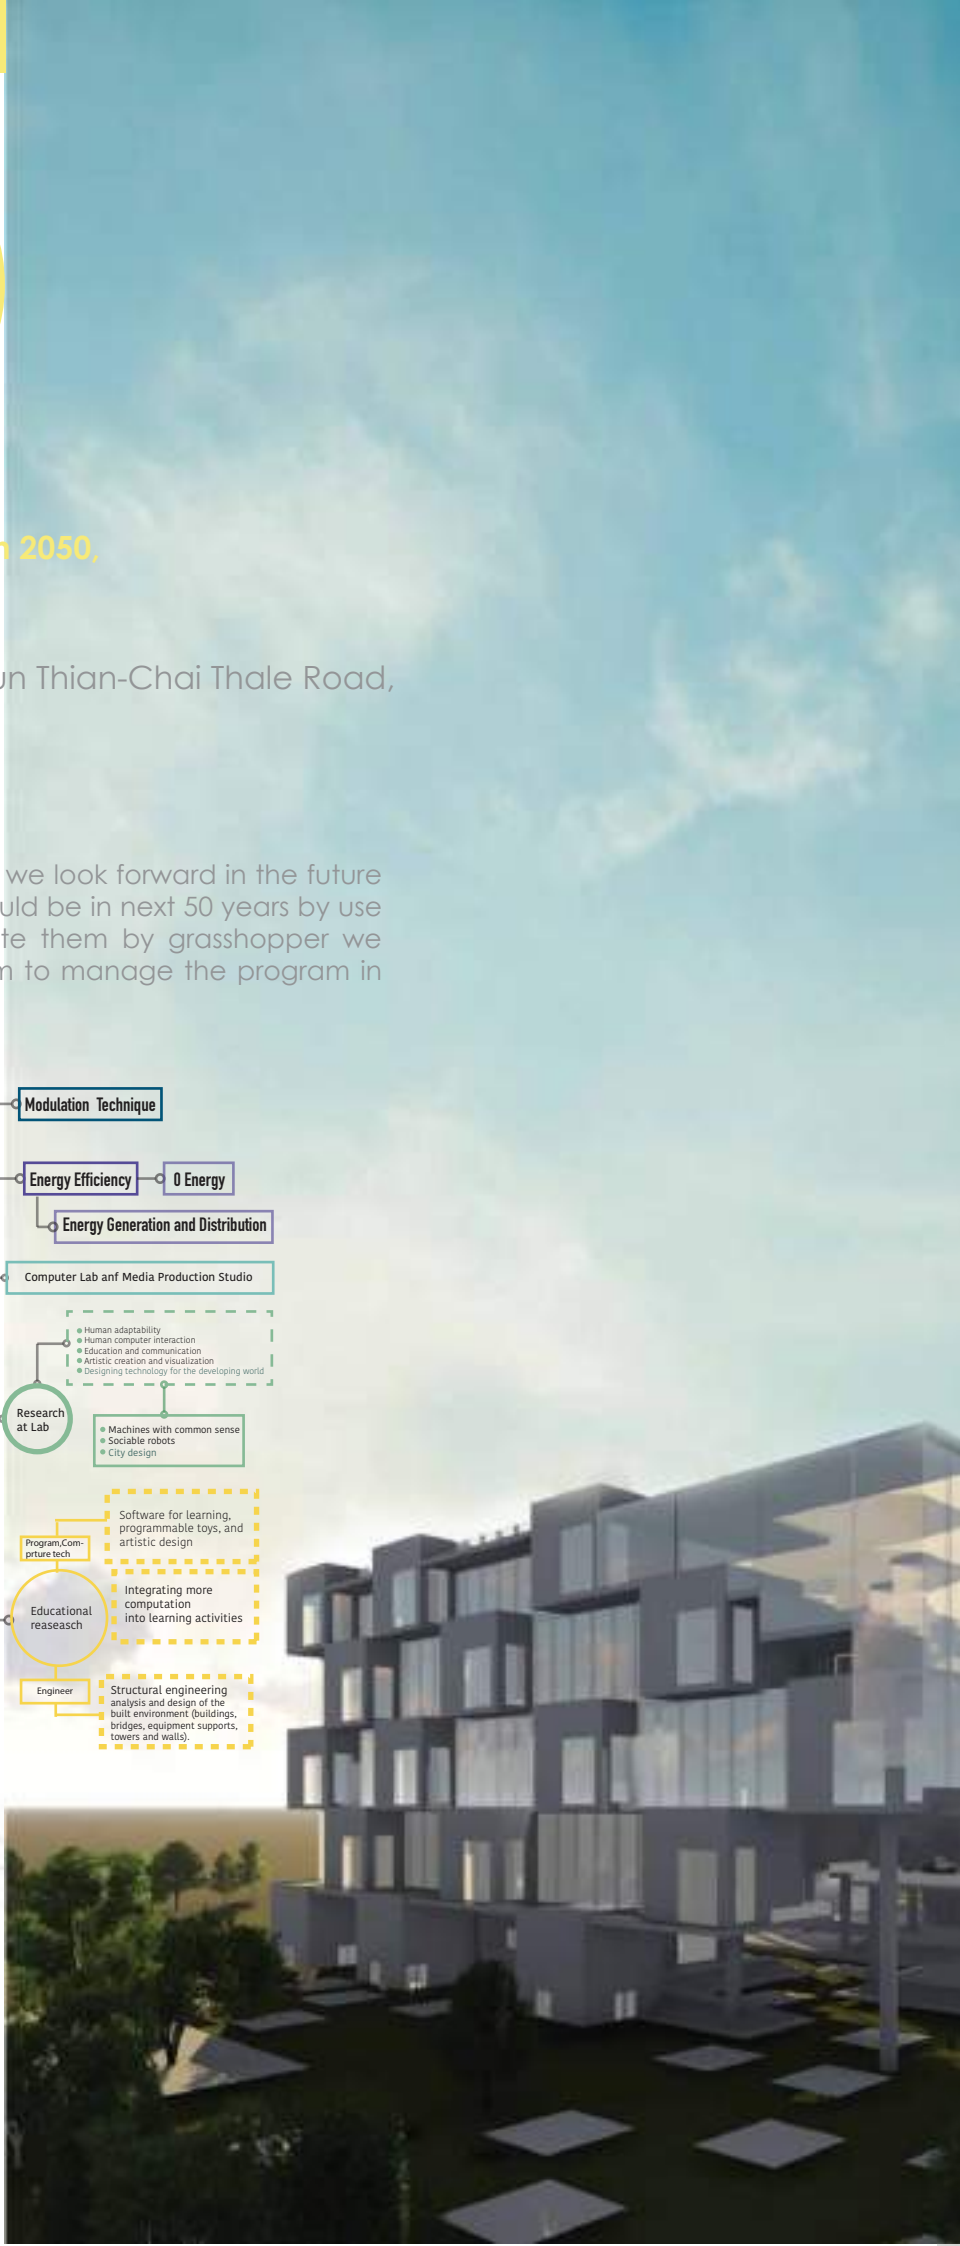 2050,
Thian-Chai Thale Road,
we look forward in the future
be in next 50 years by use
them by grasshopper we
to manage the program in
Modulation Technique
Energy Efficiency
0 Energy
Energy Generation and Distribution
Computer Lab anf Media Production Studio
Human adaptability
Human computer interaction
Education and communication
Artistic creation and visualization
Designing technology for the developing world
Research
at Lab
Machines with common sense
Sociable robots
City design
Software for learning,
programmable toys, and
artistic design
Program,Com-
prture tech
Integrating more
computation
into learning activities
Educational
reaseasch
Engineer
Structural engineering
analysis and design of the
built environment (buildings,
bridges, equipment supports,
towers and walls).